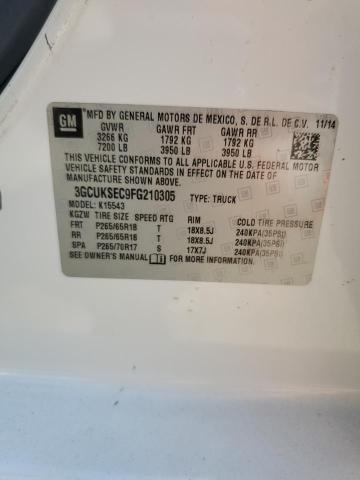 GM MFD BY GENERAL MOTORS DE MEXICO, S. DE R.L. DE C.V. 11/14
GVWR GAWR FRT GAWR RR
3266 KG 1792 KG 1792 KG
7200 LB 3950 LB 3950 LB
THIS VEHICLE CONFORMS TO ALL APPLICABLE U.S. FEDERAL MOTOR
VEHICLE SAFETY STANDARDS IN EFFECT ON THE DATE OF
MANUFACTURE SHOWN ABOVE.
3GCUKSEC9FG210305 TYPE: TRUCK
MODEL: K15543
KGZW TIRE SIZE SPEED RTG RIM COLD TIRE PRESSURE
FRT P265/65R18 T 18X8.5J 240KPA(35PSI)
RR P265/65R18 T 18X8.5J 240KPA(35PSI)
SPA P265/70R17 S 17X7J 240KPA(35PSI)
SEE OWNER'S MANUAL FOR MORE INFORMATION.